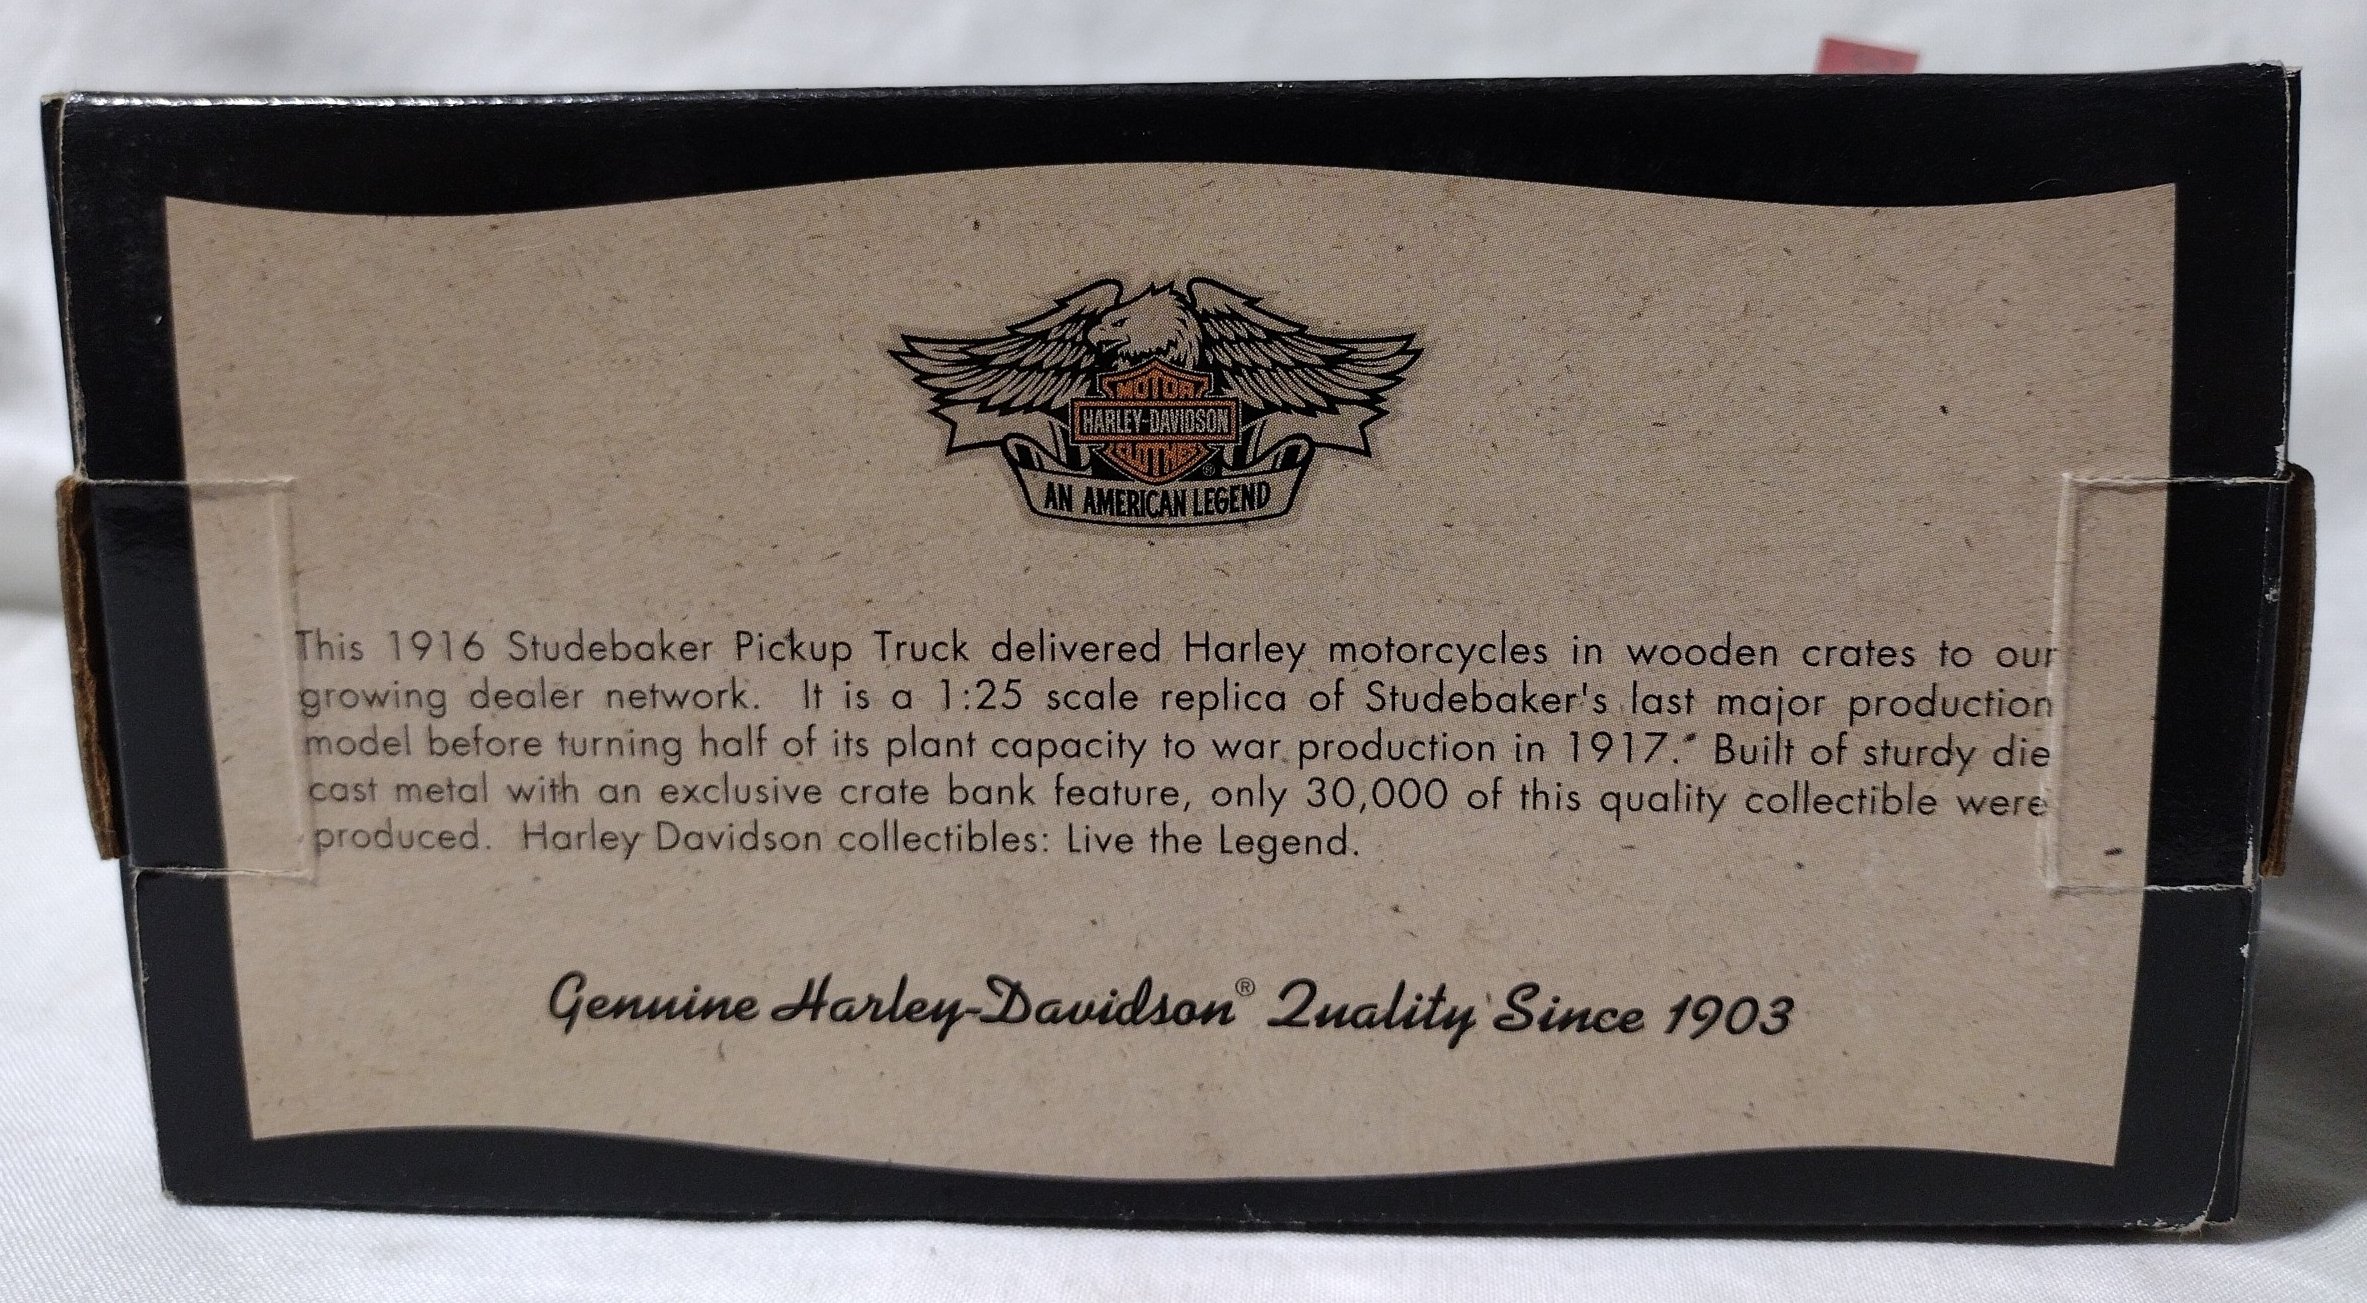 MOTOR
HARLEY-DAVIDSON
CLOTHES ®
AN AMERICAN LEGEND
This 1916 Studebaker Pickup Truck delivered Harley motorcycles in wooden crates to our
growing dealer network. It is a 1:25 scale replica of Studebaker's last major production
model before turning half of its plant capacity to war production in 1917. Built of sturdy die
cast metal with an exclusive crate bank feature, only 30,000 of this quality collectible were
produced. Harley Davidson collectibles: Live the Legend.
Genuine Harley-Davidson® Quality Since 1903